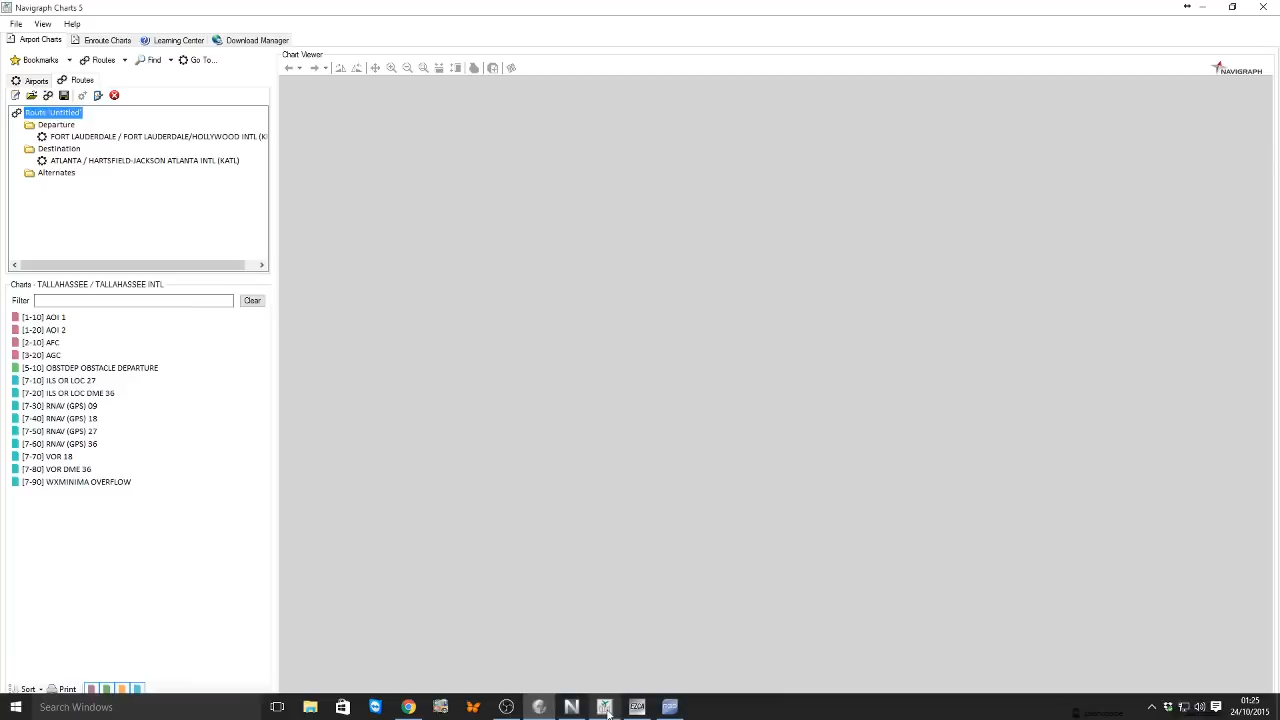 Navigraph Charts 5
File View Help
Airport Charts Enroute Charts Learning Center Download Manager
Bookmarks Routes Find Go To...
Chart Viewer
NAVIGRAPH
Airports Routes
Route 'Untitled'
Departure
FORT LAUDERDALE / FORT LAUDERDALE/HOLLYWOOD INTL (K
Destination
ATLANTA / HARTSFIELD-JACKSON ATLANTA INTL (KATL)
Alternates
Charts - TALLAHASSEE / TALLAHASSEE INTL
Filter Clear
[1-10] AOI 1
[1-20] AOI 2
[2-10] AFC
[3-20] AGC
[5-10] OBSTDEP OBSTACLE DEPARTURE
[7-10] ILS OR LOC 27
[7-20] ILS OR LOC DME 36
[7-30] RNAV (GPS) 09
[7-40] RNAV (GPS) 18
[7-50] RNAV (GPS) 27
[7-60] RNAV (GPS) 36
[7-70] VOR 18
[7-80] VOR DME 36
[7-90] WXMINIMA OVERFLOW
Sort Print
Search Windows
01:25
24/10/2015